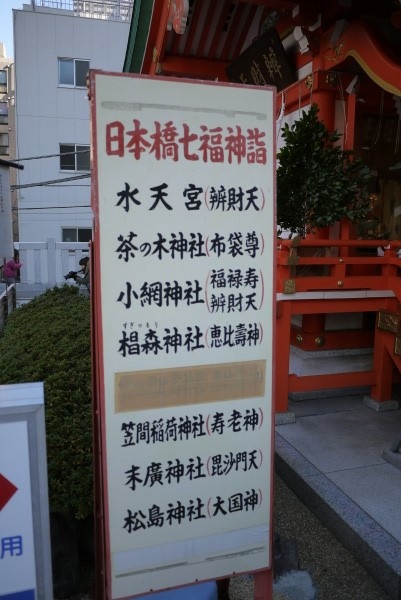 日本橋七福神詣
水天宮(辨財天)
茶の木神社(布袋尊)
小網神社(福禄寿
辨財天)
すぎのもり
椙森神社(恵比壽神)
笠間稲荷神社(寿老神)
末廣神社(毘沙門天)
松島神社(大国神)
用